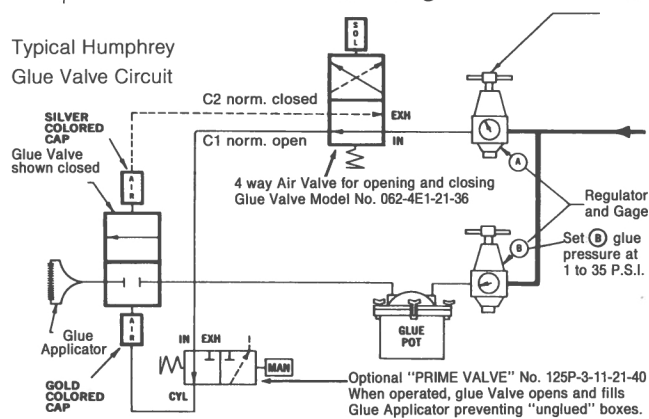 Typical Humphrey
Glue Valve Circuit
SOL
C2 norm. closed
EXH
C1 norm. open
IN
SILVER
COLORED
CAP
Glue Valve
shown closed
AIR
4 way Air Valve for opening and closing
Glue Valve Model No. 062-4E1-21-36
A
Regulator
and Gage
B
Set B glue
pressure at
1 to 35 P.S.I.
Glue
Applicator
AIR
GOLD
COLORED
CAP
GLUE
POT
IN EXH
MAN
CYL
Optional "PRIME VALVE" No. 125P-3-11-21-40
When operated, glue Valve opens and fills
Glue Applicator preventing "unglued" boxes.